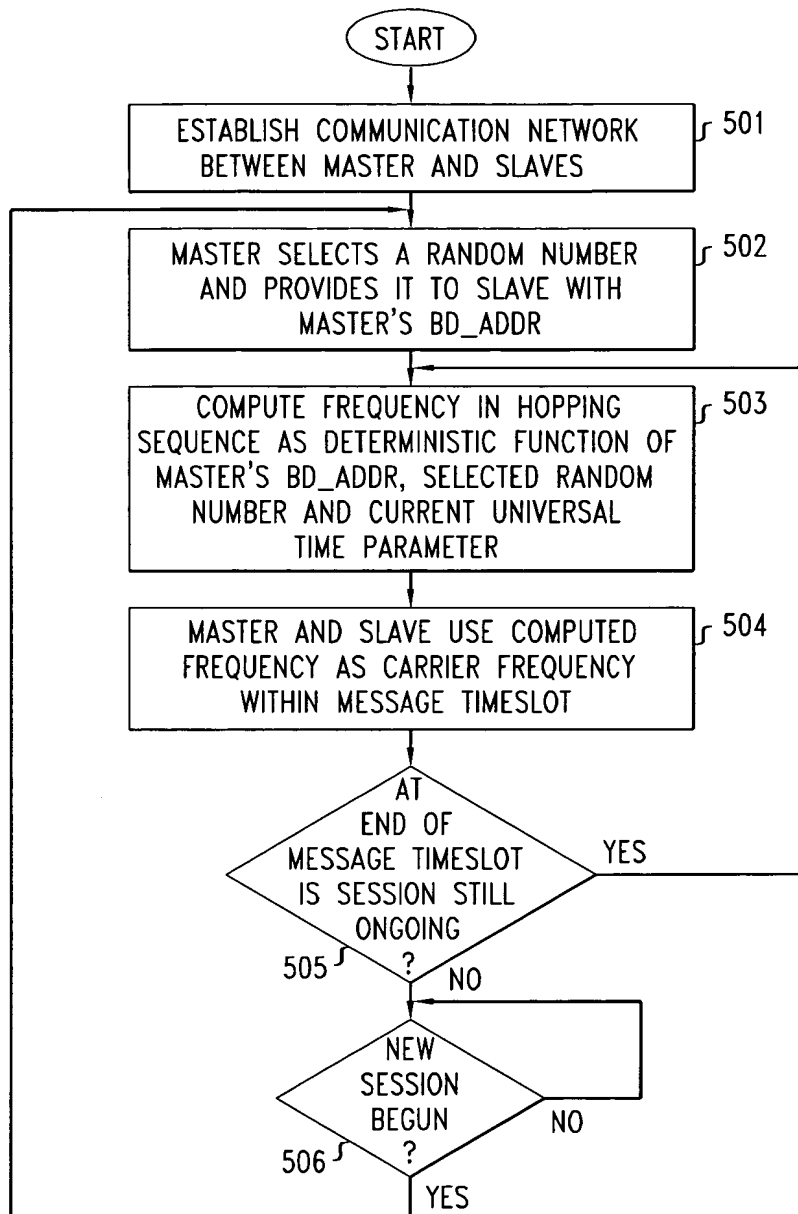 START
ESTABLISH COMMUNICATION NETWORK
BETWEEN MASTER AND SLAVES
501
MASTER SELECTS A RANDOM NUMBER
AND PROVIDES IT TO SLAVE WITH
MASTER'S BD_ADDR
502
COMPUTE FREQUENCY IN HOPPING
SEQUENCE AS DETERMINISTIC FUNCTION OF
MASTER'S BD_ADDR, SELECTED RANDOM
NUMBER AND CURRENT UNIVERSAL
TIME PARAMETER
503
MASTER AND SLAVE USE COMPUTED
FREQUENCY AS CARRIER FREQUENCY
WITHIN MESSAGE TIMESLOT
504
AT
END OF
MESSAGE TIMESLOT
IS SESSION STILL
ONGOING
?
505
YES
NO
NEW
SESSION
BEGUN
?
506
NO
YES